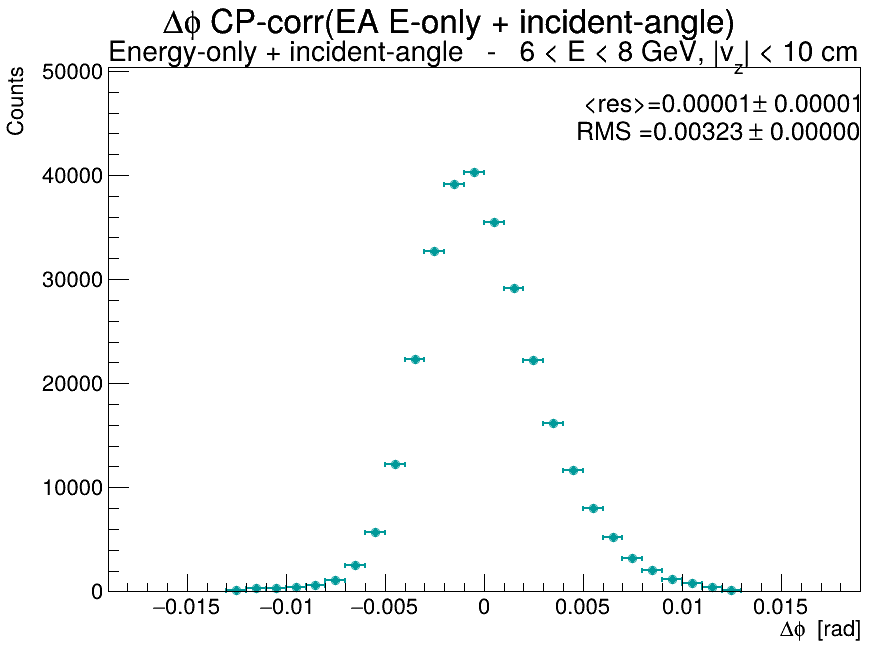 Δϕ CP-corr(EA E-only + incident-angle)
Energy-only + incident-angle - 6 < E < 8 GeV, |v_z| < 10 cm
<res>=0.00001± 0.00001
RMS =0.00323 ± 0.00000
Counts
50000
40000
30000
20000
10000
0
−0.015 −0.01 −0.005 0 0.005 0.01 0.015
Δϕ [rad]